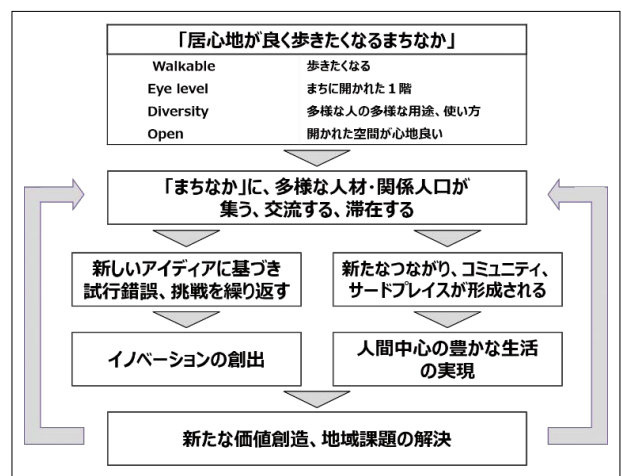 「居心地が良く歩きたくなるまちなか」
Walkable 歩きたくなる
Eye level まちに開かれた１階
Diversity 多様な人の多様な用途、使い方
Open 開かれた空間が心地良い
「まちなか」に、多様な人材・関係人口が
集う、交流する、滞在する
新しいアイディアに基づき
試行錯誤、挑戦を繰り返す
新たなつながり、コミュニティ、
サードプレイスが形成される
イノベーションの創出
人間中心の豊かな生活
の実現
新たな価値創造、地域課題の解決